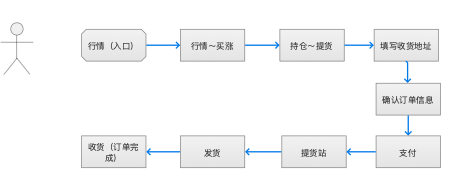 行情（入口）
行情～买涨
持仓～提货
填写收货地址
确认订单信息
支付
提货站
发货
收货（订单完
成）